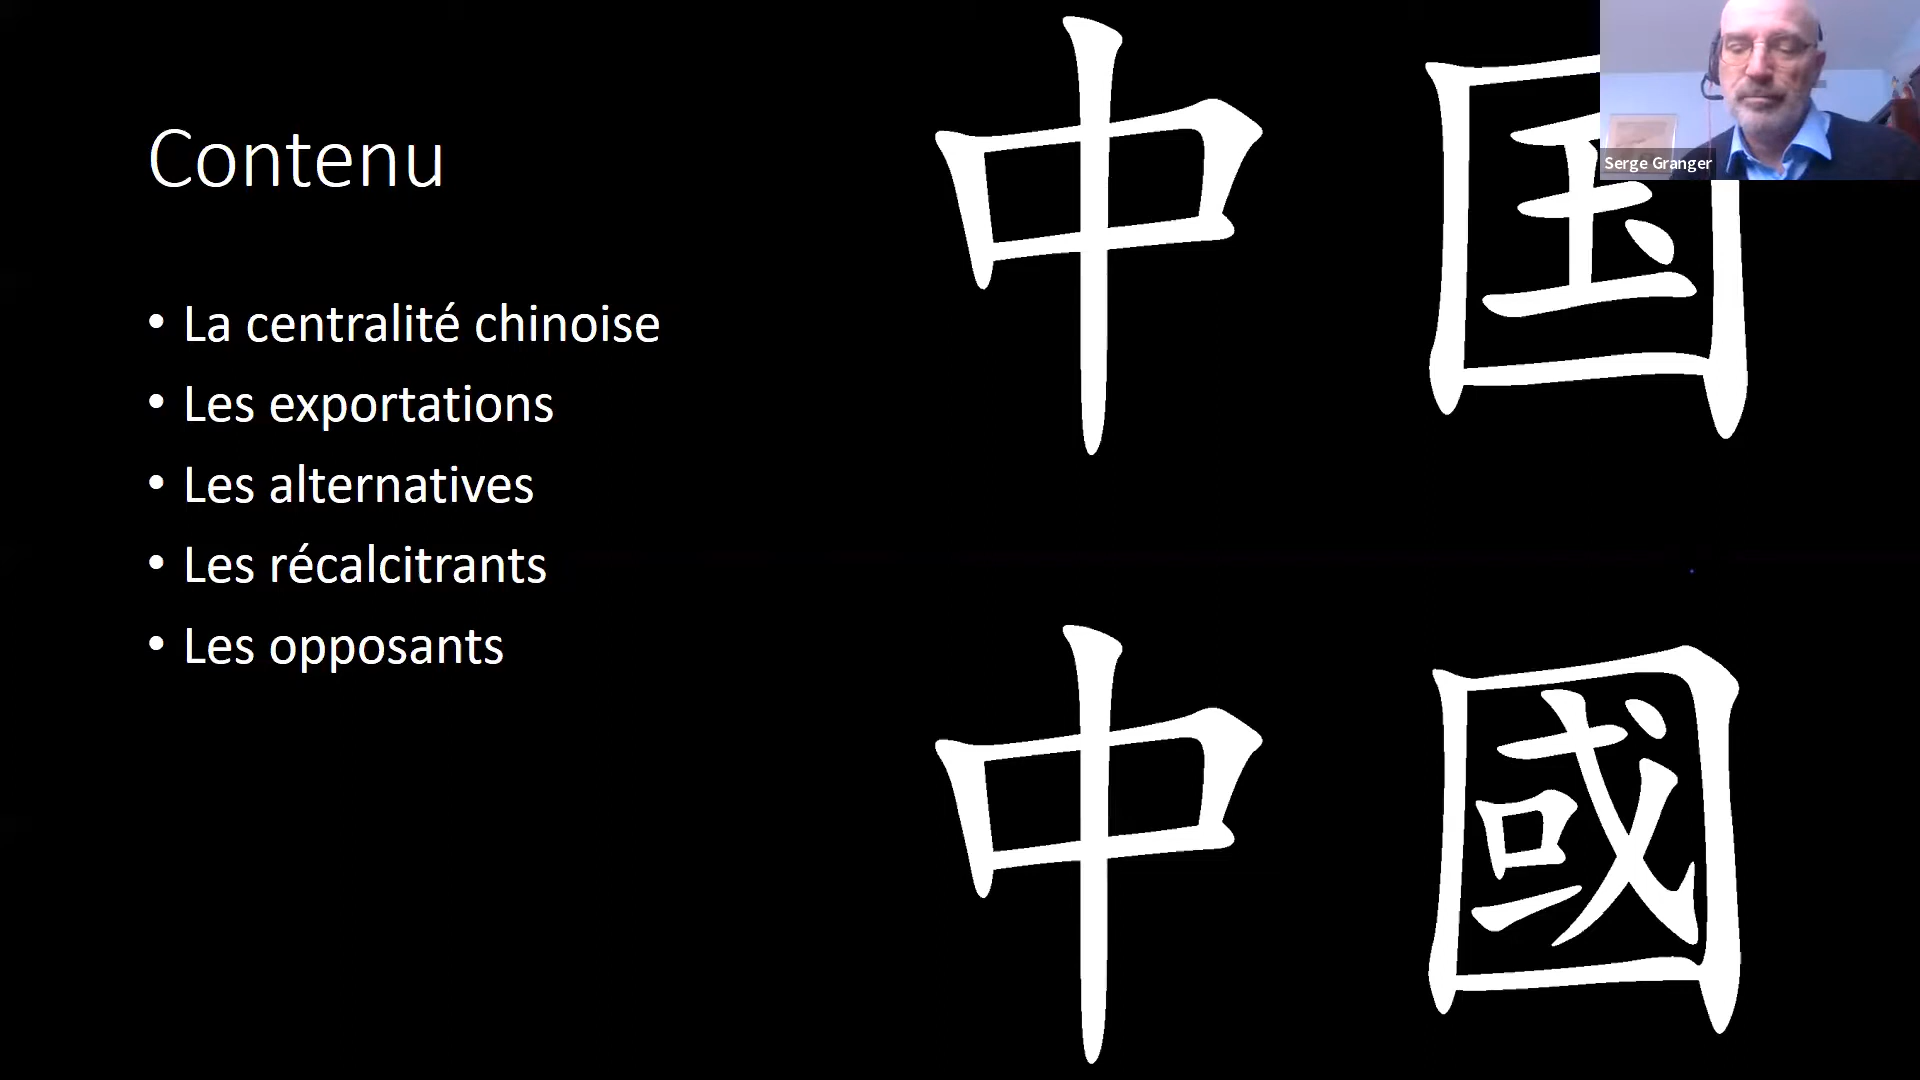 Contenu
• La centralité chinoise
• Les exportations
• Les alternatives
• Les récalcitrants
• Les opposants
中国
中國
Serge Granger